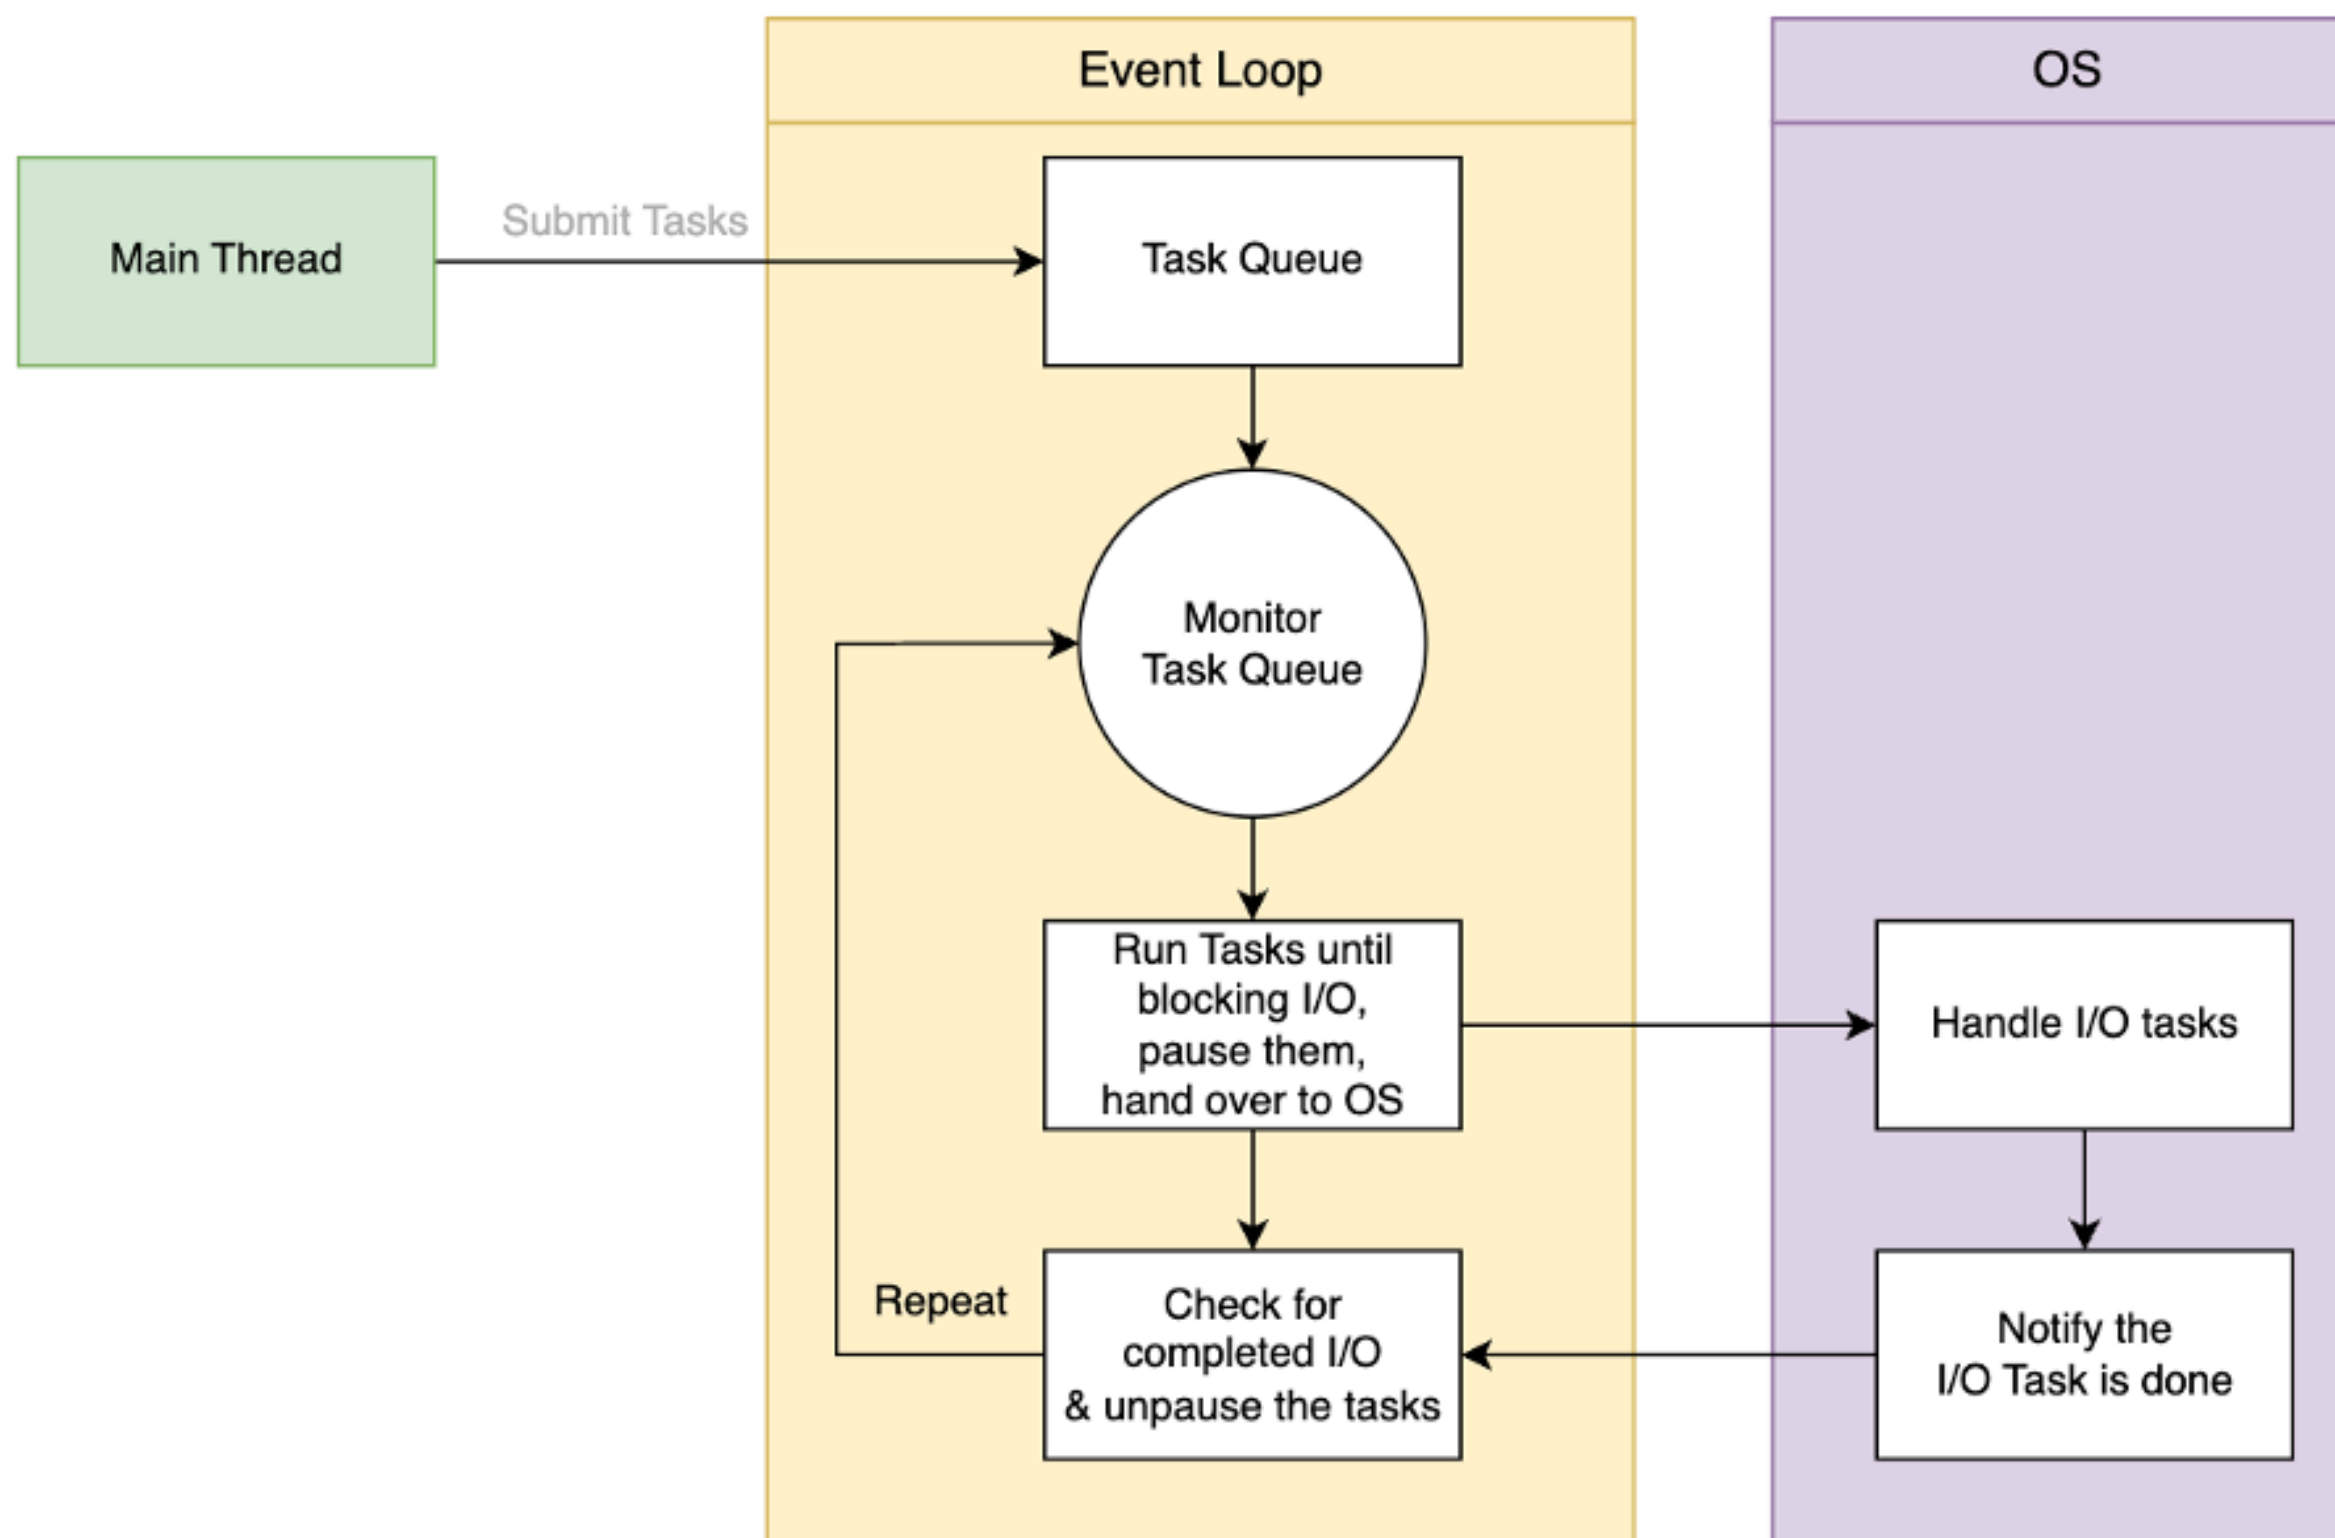 Event Loop
OS
Main Thread
Submit Tasks
Task Queue
Monitor
Task Queue
Run Tasks until
blocking I/O,
pause them,
hand over to OS
Handle I/O tasks
Repeat
Check for
completed I/O
& unpause the tasks
Notify the
I/O Task is done